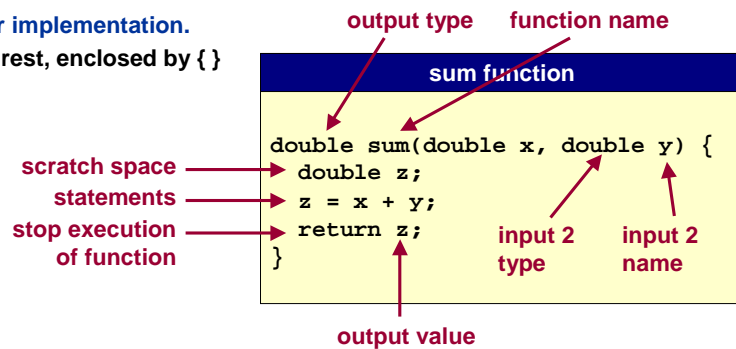 output type function name
r implementation.
rest, enclosed by { }
sum function
double sum(double x, double y) {
scratch space double z;
statements z = x + y;
stop execution return z;
of function
}
input 2 input 2
type name
output value